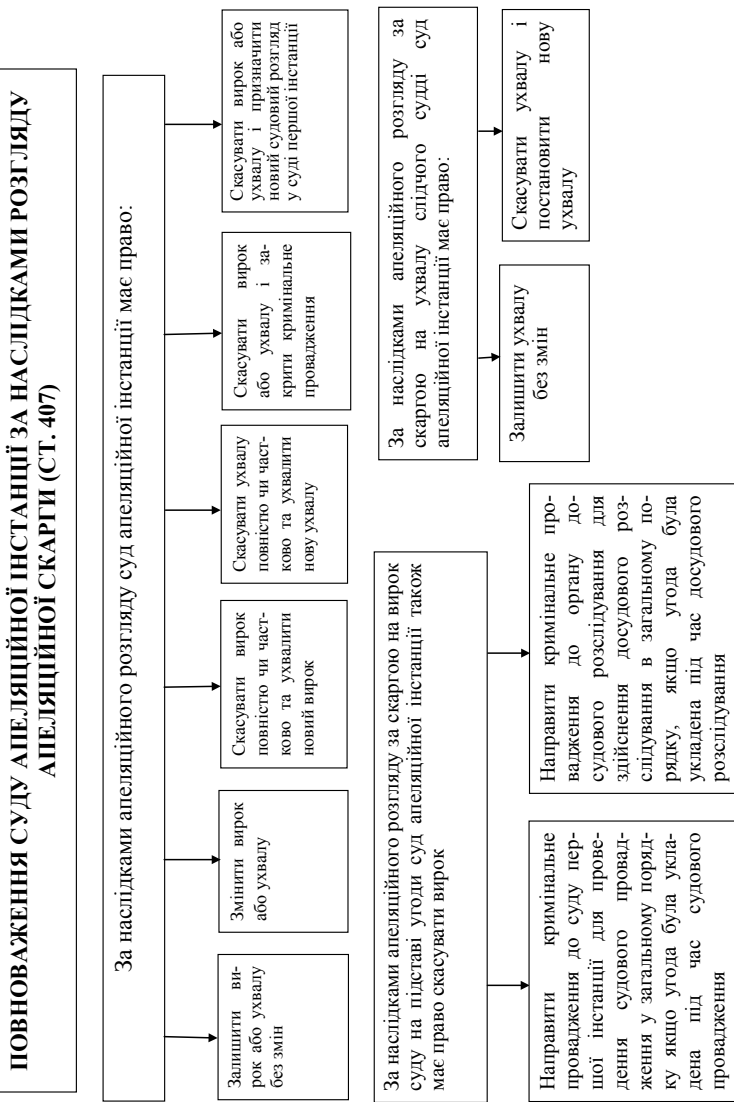 ПОВНОВАЖЕННЯ СУДУ АПЕЛЯЦІЙНОЇ ІНСТАНЦІЇ ЗА НАСЛІДКАМИ РОЗГЛЯДУ
АПЕЛЯЦІЙНОЇ СКАРГИ (СТ. 407)
За наслідками апеляційного розгляду суд апеляційної інстанції має право:
Залишити ви-
рок або ухвалу
без змін
Змінити вирок
або ухвалу
Скасувати вирок
повністю чи част-
ково та ухвалити
новий вирок
Скасувати ухвалу
повністю чи част-
ково та ухвалити
нову ухвалу
Скасувати вирок
або ухвалу і за-
крити кримінальне
провадження
Скасувати вирок або
ухвалу і призначити
новий судовий розгляд
у суді першої інстанції
За наслідками апеляційного розгляду за скаргою на вирок
суду на підставі угоди суд апеляційної інстанції також
має право скасувати вирок
Направити кримінальне
провадження до суду пер-
шої інстанції для прове-
дення судового провад-
ження у загальному поряд-
ку якщо угода була укла-
дена під час судового
провадження
Направити кримінальне про-
вадження до органу до-
судового розслідування для
здійснення досудового роз-
слідування в загальному по-
рядку, якщо угода була
укладена під час досудового
розслідування
За наслідками апеляційного розгляду за
скаргою на ухвалу слідчого судді суд
апеляційної інстанції має право:
Залишити ухвалу
без змін
Скасувати ухвалу і
постановити нову
ухвалу